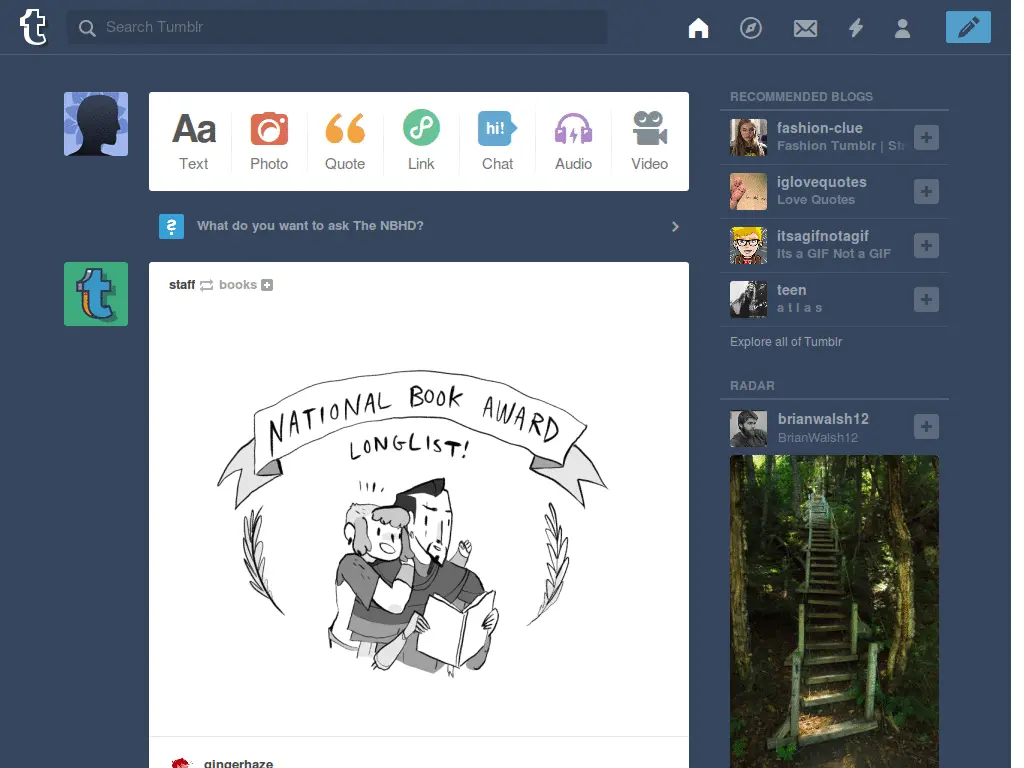 t
Search Tumblr
Aa
hi!
Text
Photo
Quote
Link
Chat
Audio
Video
? What do you want to ask The NBHD?
t
staff books
NATIONAL BOOK AWARD
LONGLIST!
gingerhaze
RECOMMENDED BLOGS
fashion-clue
Fashion Tumblr |
iglovequotes
Love Quotes
itsagifnotagif
its a GIF Not a GIF
teen
a t l a s
Explore all of Tumblr
RADAR
brianwalsh12
BrianWalsh12